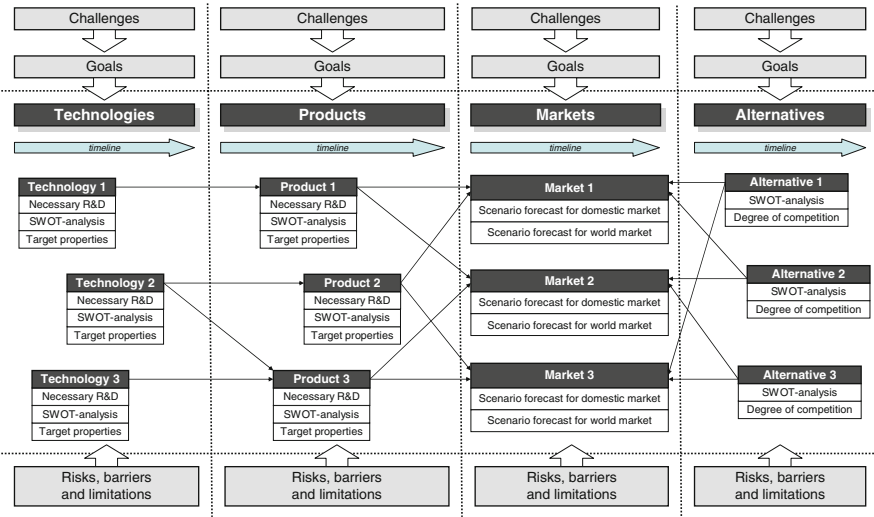 Challenges
Challenges
Challenges
Challenges
Goals
Goals
Goals
Goals
Technologies
Products
Markets
Alternatives
timeline
timeline
timeline
timeline
Technology 1
Necessary R&D
SWOT-analysis
Target properties
Product 1
Necessary R&D
SWOT-analysis
Target properties
Market 1
Scenario forecast for domestic market
Scenario forecast for world market
Alternative 1
SWOT-analysis
Degree of competition
Technology 2
Necessary R&D
SWOT-analysis
Target properties
Product 2
Necessary R&D
SWOT-analysis
Target properties
Market 2
Scenario forecast for domestic market
Scenario forecast for world market
Alternative 2
SWOT-analysis
Degree of competition
Technology 3
Necessary R&D
SWOT-analysis
Target properties
Product 3
Necessary R&D
SWOT-analysis
Target properties
Market 3
Scenario forecast for domestic market
Scenario forecast for world market
Alternative 3
SWOT-analysis
Degree of competition
Risks, barriers
and limitations
Risks, barriers
and limitations
Risks, barriers
and limitations
Risks, barriers
and limitations